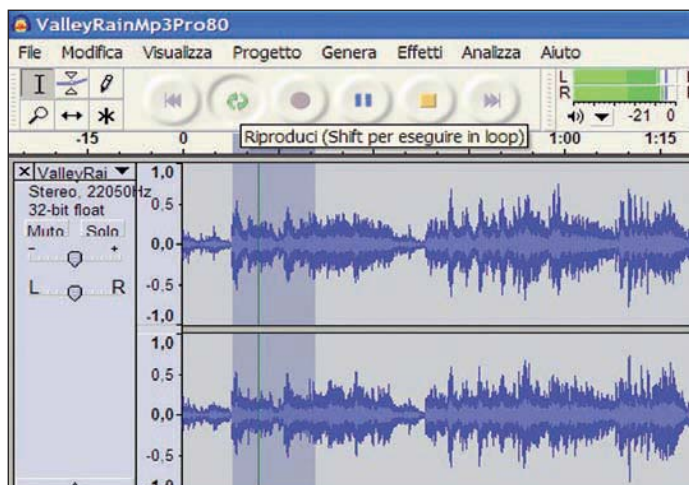 ValleyRainMp3Pro80
File Modifica Visualizza Progetto Genera Effetti Analizza Aiuto
L
R
-21 0
Riproduci (Shift per eseguire in loop)
-15 0 1:00 1:15
ValleyRai
Stereo, 22050Hz
32-bit float
Muto Solo
- +
L R
1,0
0,5
0,0
-0,5
-1,0
1,0
0,5
0,0
-0,5
-1,0